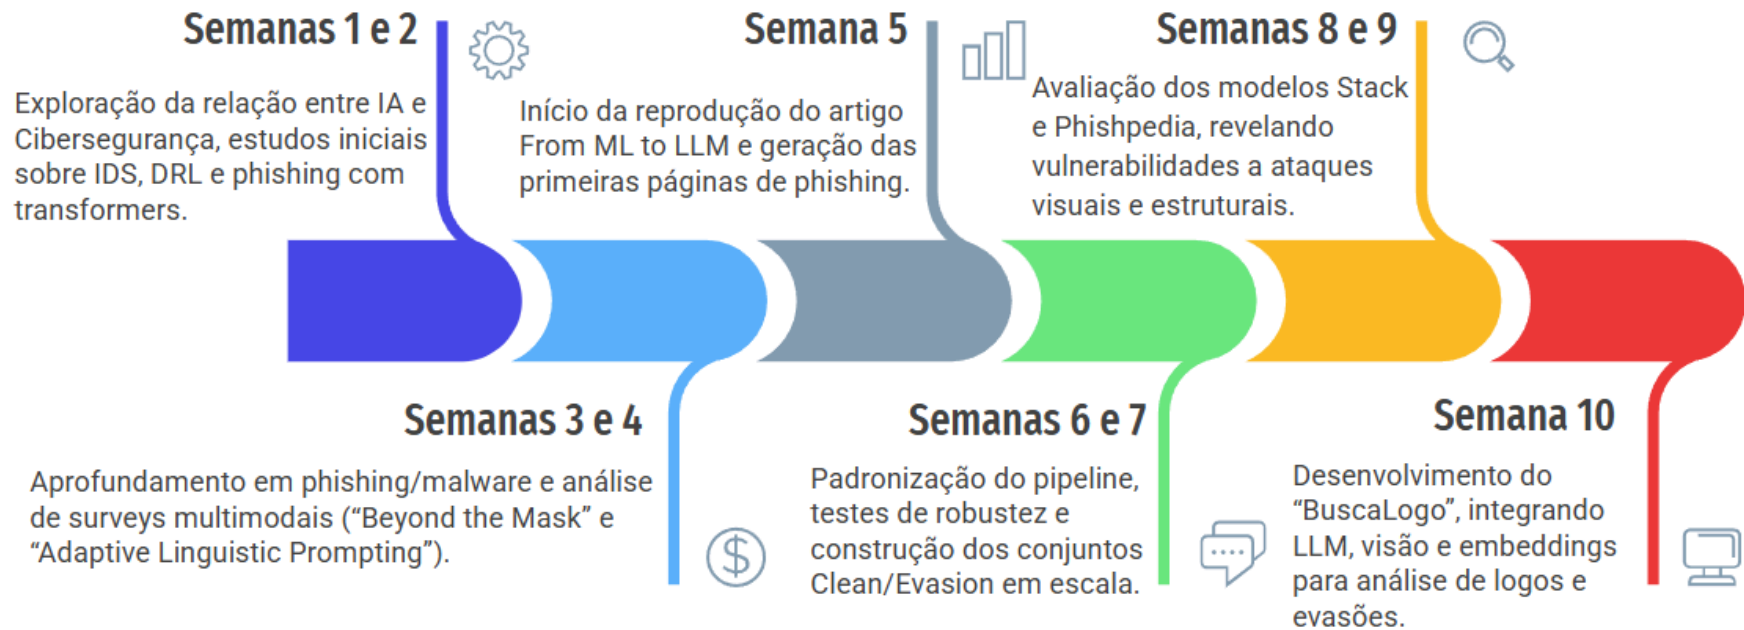 Semanas 1 e 2
Exploração da relação entre IA e
Cibersegurança, estudos iniciais
sobre IDS, DRL e phishing com
transformers.
Semanas 3 e 4
Aprofundamento em phishing/malware e análise
de surveys multimodais (“Beyond the Mask” e
“Adaptive Linguistic Prompting”).
Semana 5
Início da reprodução do artigo
From ML to LLM e geração das
primeiras páginas de phishing.
Semanas 6 e 7
Padronização do pipeline,
testes de robustez e
construção dos conjuntos
Clean/Evasion em escala.
Semanas 8 e 9
Avaliação dos modelos Stack
e Phishpedia, revelando
vulnerabilidades a ataques
visuais e estruturais.
Semana 10
Desenvolvimento do
“BuscaLogo”, integrando
LLM, visão e embeddings
para análise de logos e
evasões.